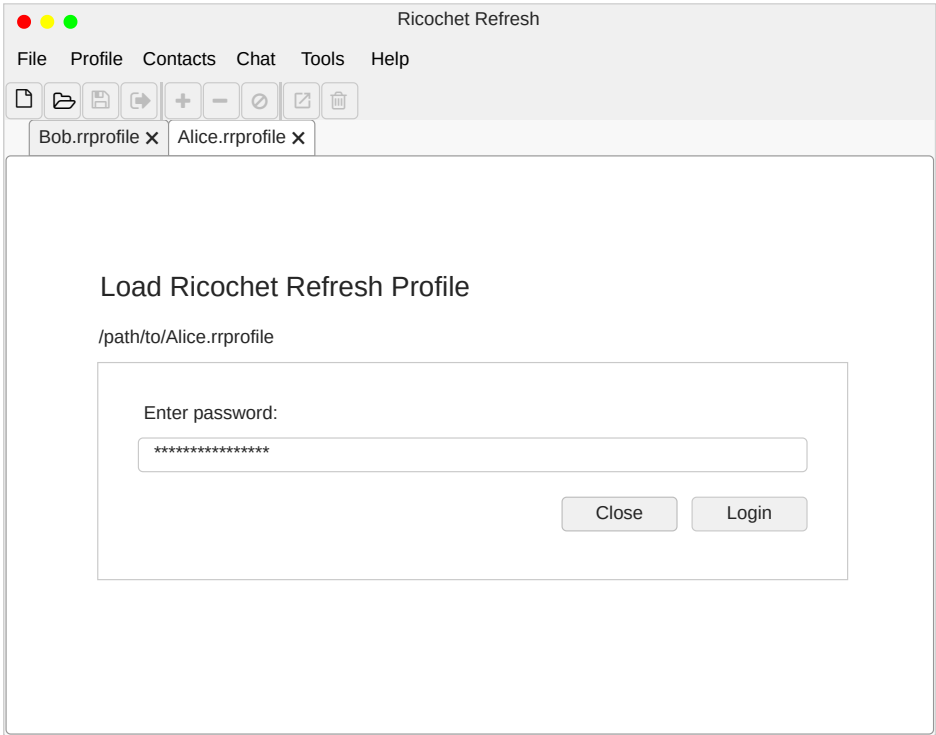 Ricochet Refresh
File Profile Contacts Chat Tools Help
Bob.rrprofile Alice.rrprofile
Load Ricochet Refresh Profile
/path/to/Alice.rrprofile
Enter password:
****************
Close Login